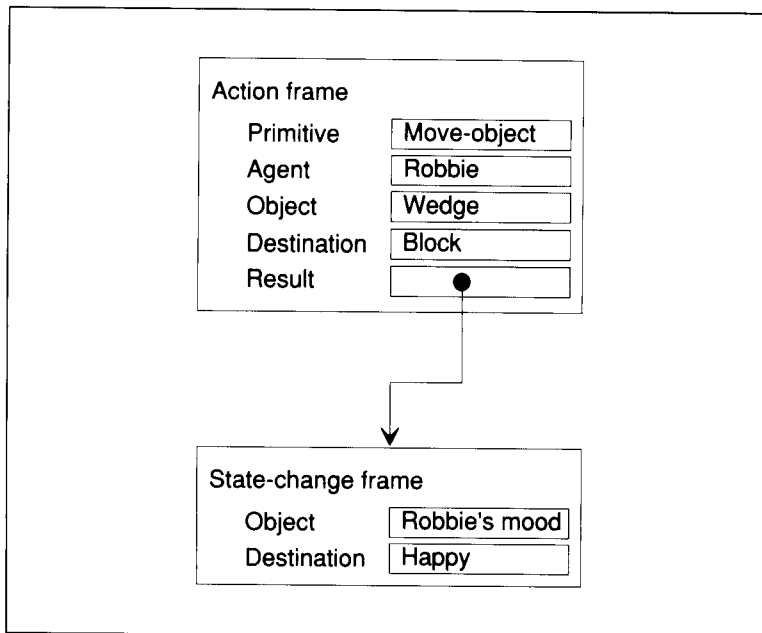 Action frame
Primitive Move-object
Agent Robbie
Object Wedge
Destination Block
Result
State-change frame
Object Robbie's mood
Destination Happy